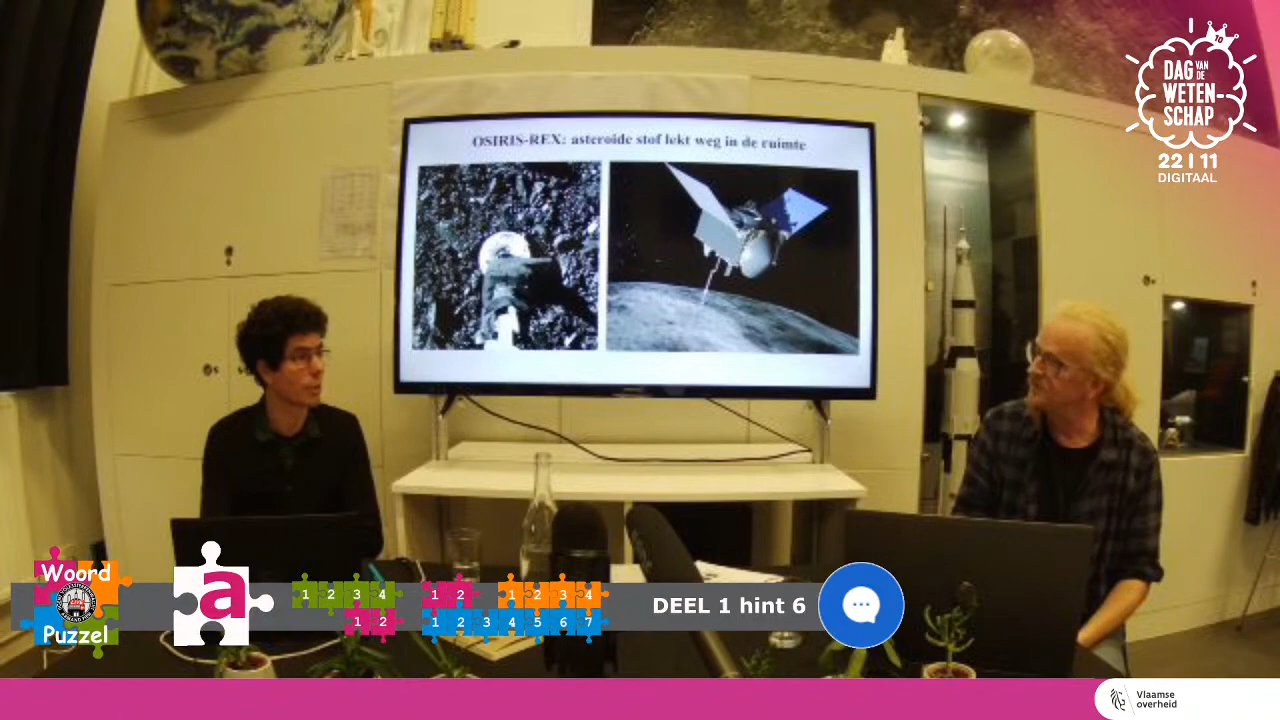 10
DAG VAN DE
WETEN-
SCHAP
22 | 11
DIGITAAL
OSIRIS-REX: asteroide stof lekt weg in de ruimte
Woord
Puzzel
a
1 2 3 4
1 2
1 2
1 2 3 4
1 2 3 4 5 6 7
DEEL 1 hint 6
Vlaamse
overheid